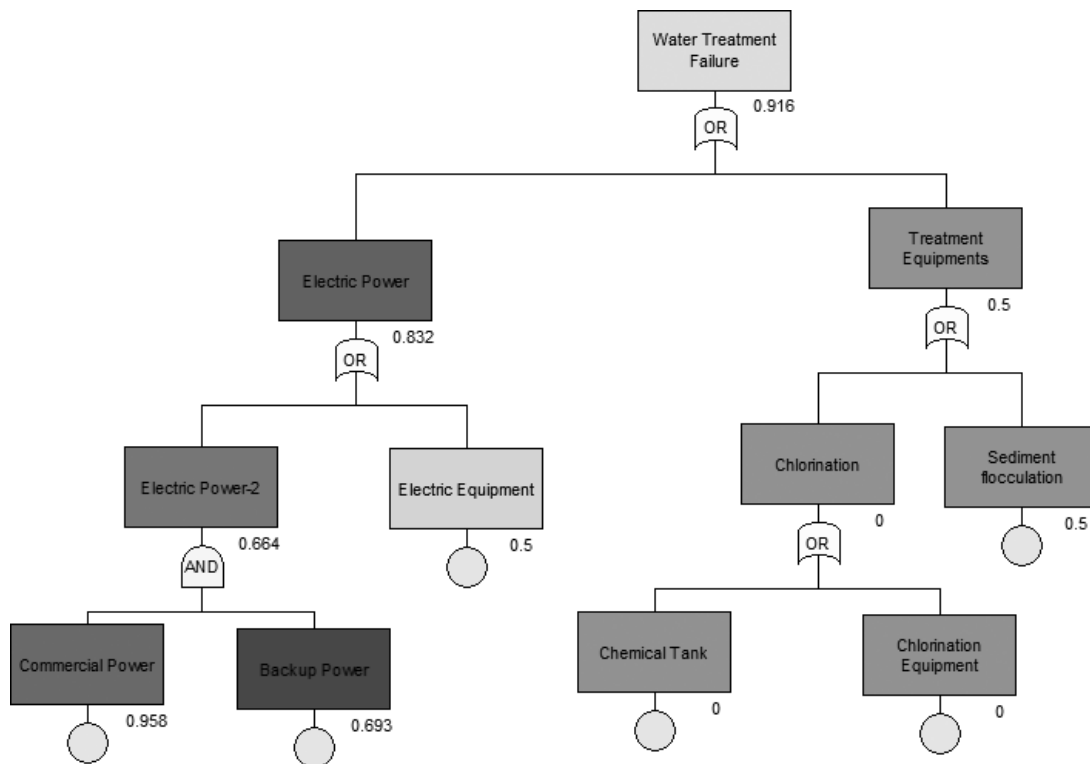 Water Treatment
Failure
0.916
OR
Electric Power
0.832
OR
Treatment
Equipments
0.5
OR
Electric Power-2
0.664
AND
Electric Equipment
0.5
Chlorination
0
OR
Sediment
flocculation
0.5
Commercial Power
0.958
Backup Power
0.693
Chemical Tank
0
Chlorination
Equipment
0